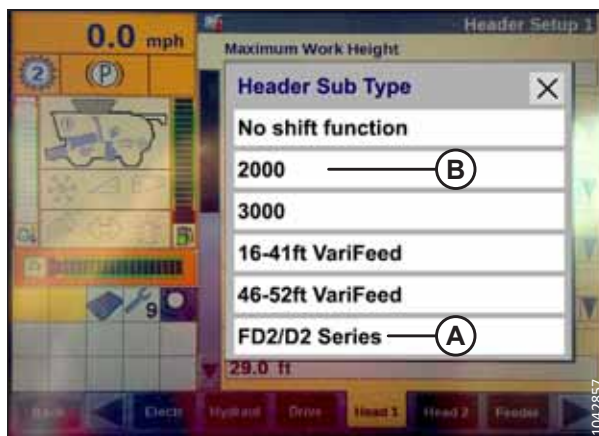 0.0 mph
Header Setup 1
Maximum Work Height
2
P
Header Sub Type
No shift function
2000
B
3000
16-41ft VariFeed
46-52ft VariFeed
FD2/D2 Series
A
9
29.0 ft
Back
Electr
Hydraul
Drive
Head 1
Head 2
Feeder
1042857